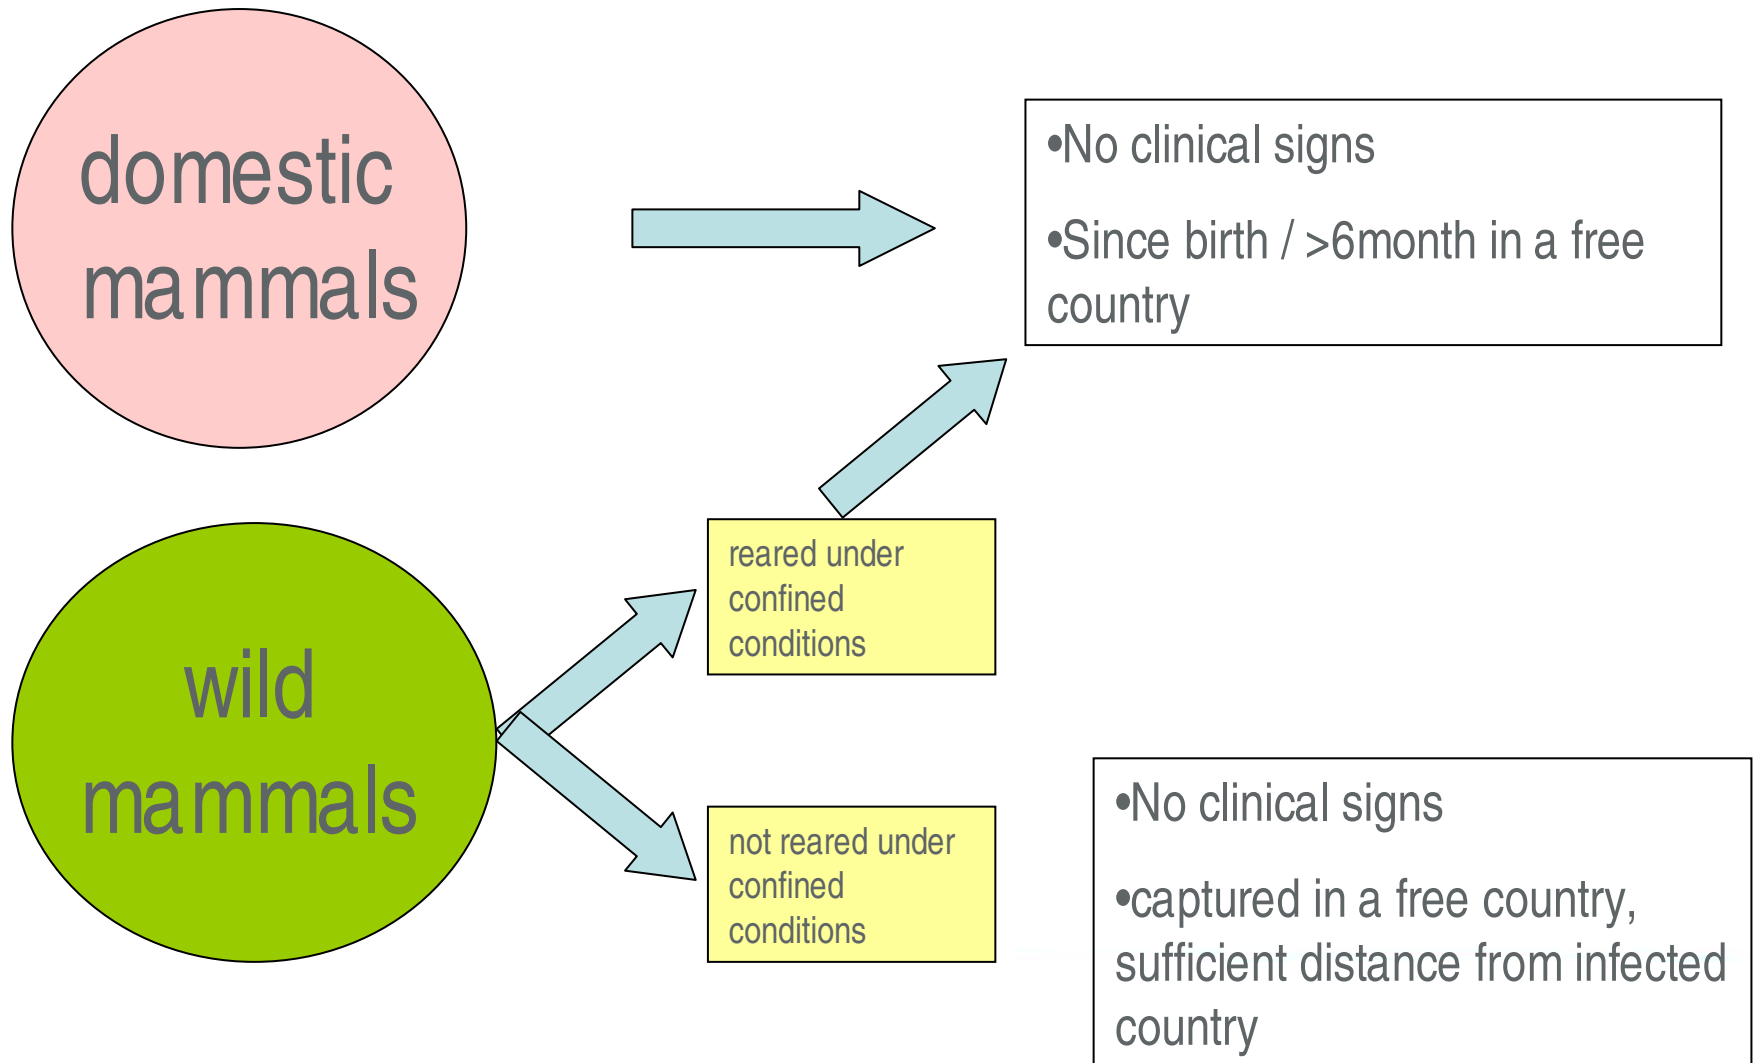 domestic
mammals
•No clinical signs
•Since birth / >6month in a free
country
wild
mammals
reared under
confined
conditions
not reared under
confined
conditions
•No clinical signs
•captured in a free country,
sufficient distance from infected
country